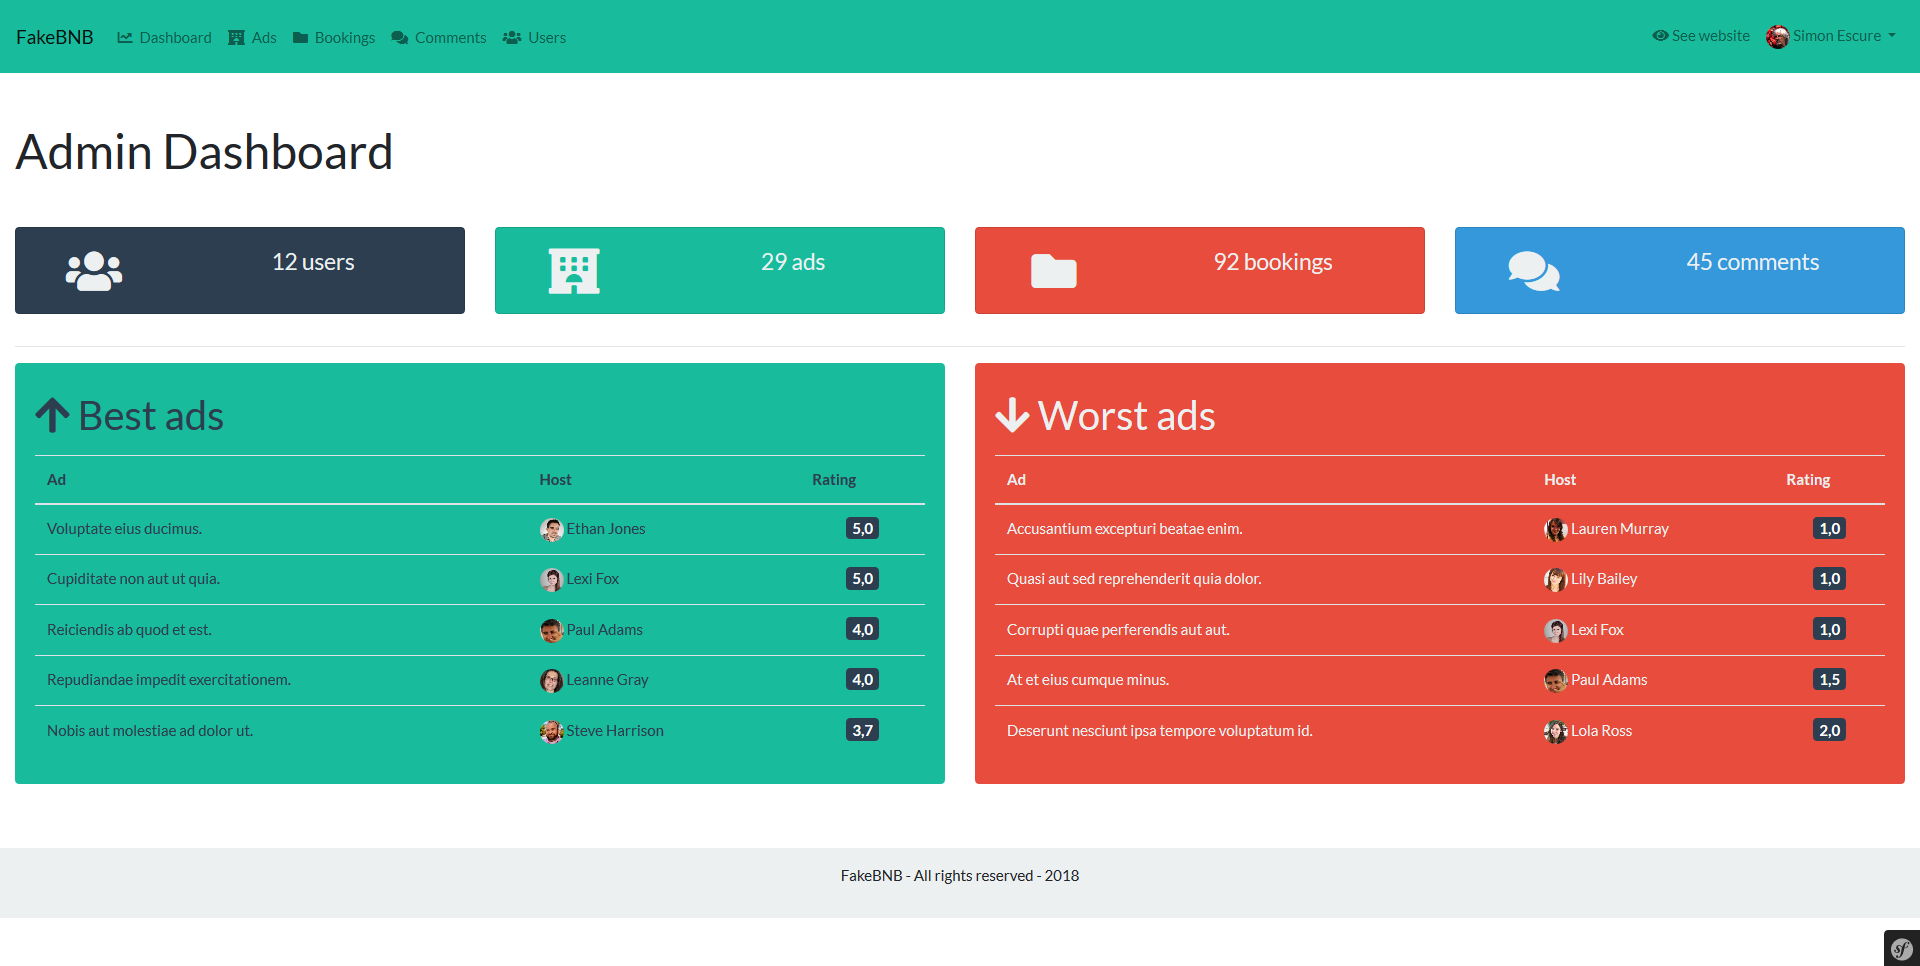 FakeBNB Dashboard Ads Bookings Comments Users See website Simon Escure
Admin Dashboard
12 users 29 ads 92 bookings 45 comments
Best ads
Ad Host Rating
Voluptate eius ducimus. Ethan Jones 5,0
Cupiditate non aut ut quia. Lexi Fox 5,0
Reiciendis ab quod et est. Paul Adams 4,0
Repudiandae impedit exercitationem. Leanne Gray 4,0
Nobis aut molestiae ad dolor ut. Steve Harrison 3,7
Worst ads
Ad Host Rating
Accusantium excepturi beatae enim. Lauren Murray 1,0
Quasi aut sed reprehenderit quia dolor. Lily Bailey 1,0
Corrupti quae perferendis aut aut. Lexi Fox 1,0
At et eius cumque minus. Paul Adams 1,5
Deserunt nesciunt ipsa tempore voluptatum id. Lola Ross 2,0
FakeBNB - All rights reserved - 2018
sf